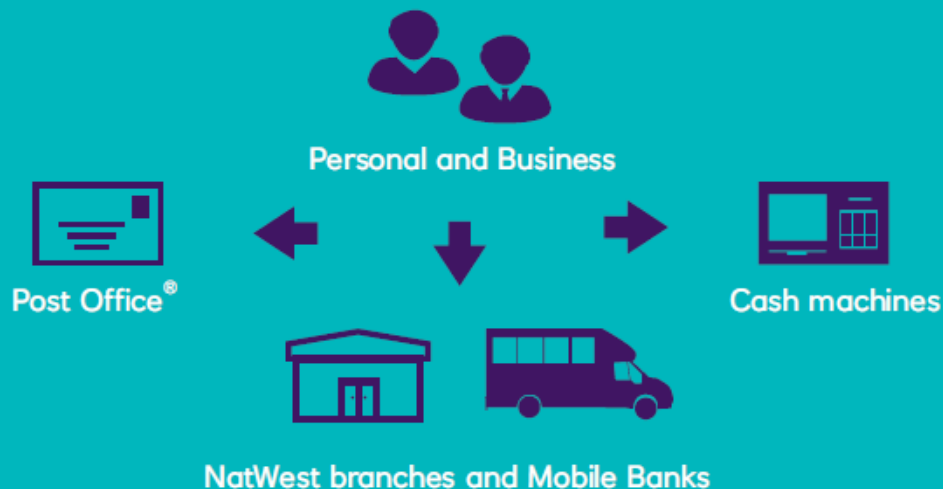 Personal and Business
Post Office®
Cash machines
NatWest branches and Mobile Banks